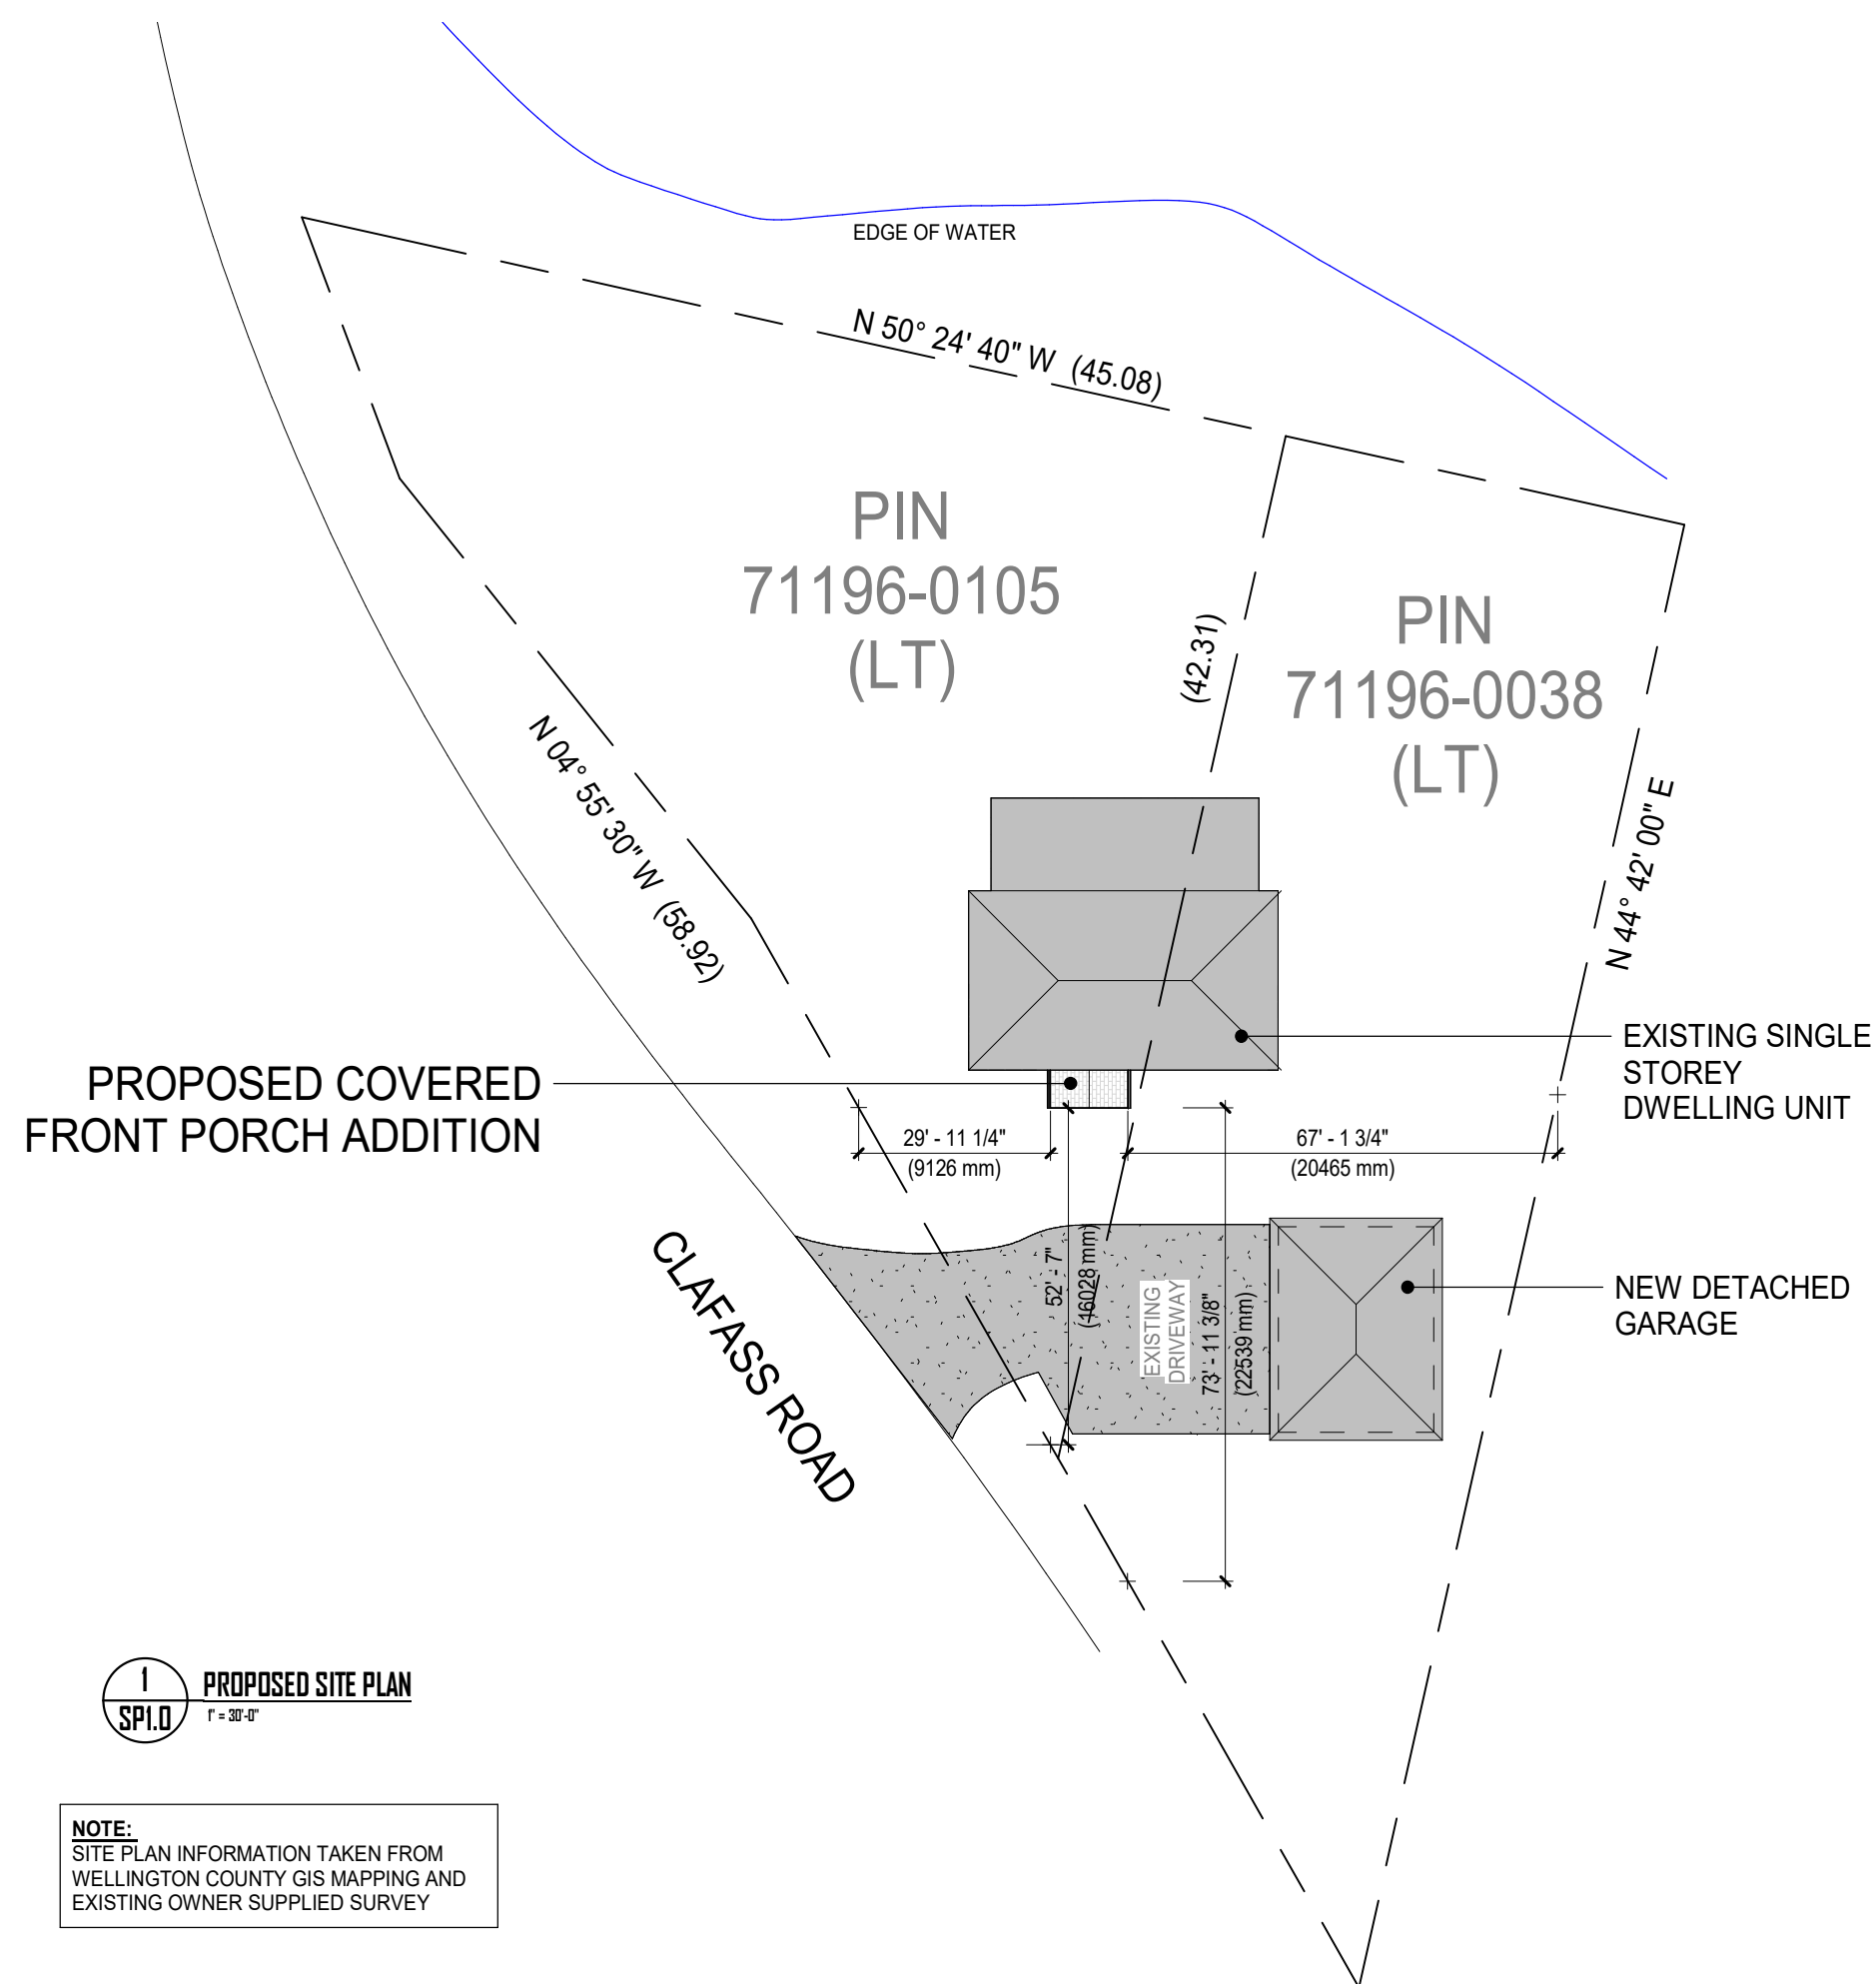 EDGE OF WATER
N 50° 24' 40" W (45.08)
PIN
71196-0105
(LT)
PIN
71196-0038
(LT)
(42.31)
N 04° 55' 30" W (58.92)
N 44° 42' 00" E
EXISTING SINGLE
STOREY
DWELLING UNIT
PROPOSED COVERED
FRONT PORCH ADDITION
29' - 11 1/4"
(9126 mm)
67' - 1 3/4"
(20465 mm)
52' - 7"
(16028 mm)
EXISTING
DRIVEWAY
73' - 11 3/8"
(22539 mm)
NEW DETACHED
GARAGE
CLAFASS ROAD
1
SP1.0
PROPOSED SITE PLAN
1" = 30'-0"
NOTE:
SITE PLAN INFORMATION TAKEN FROM
WELLINGTON COUNTY GIS MAPPING AND
EXISTING OWNER SUPPLIED SURVEY